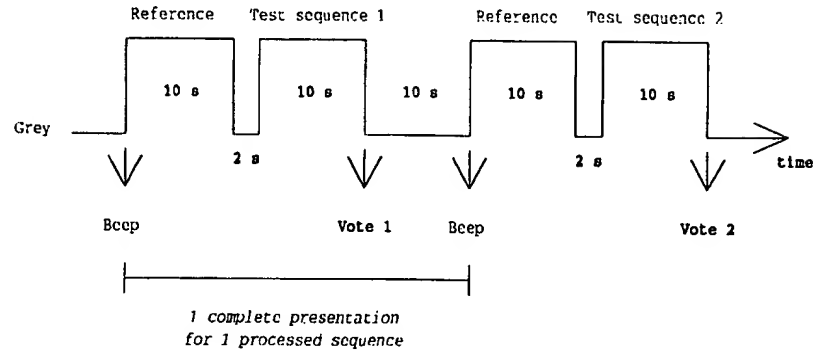 Reference Test sequence 1 Reference Test sequence 2
10 s 10 s 10 s 10 s 10 s
Grey
2 s 2 s time
Beep Vote 1 Beep Vote 2
1 complete presentation
for 1 processed sequence